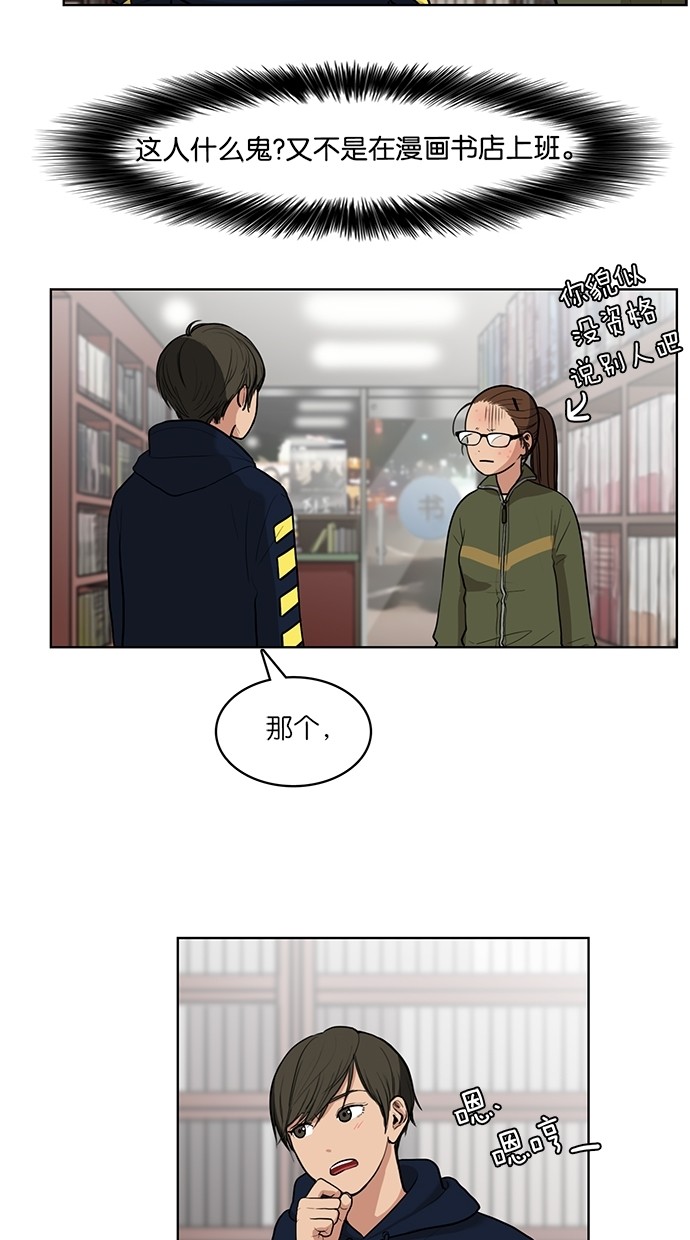 这人什么鬼?又不是在漫画书店上班。
你貌似
没资格
说别人吧
书
那个,
嗯、
嗯哼—